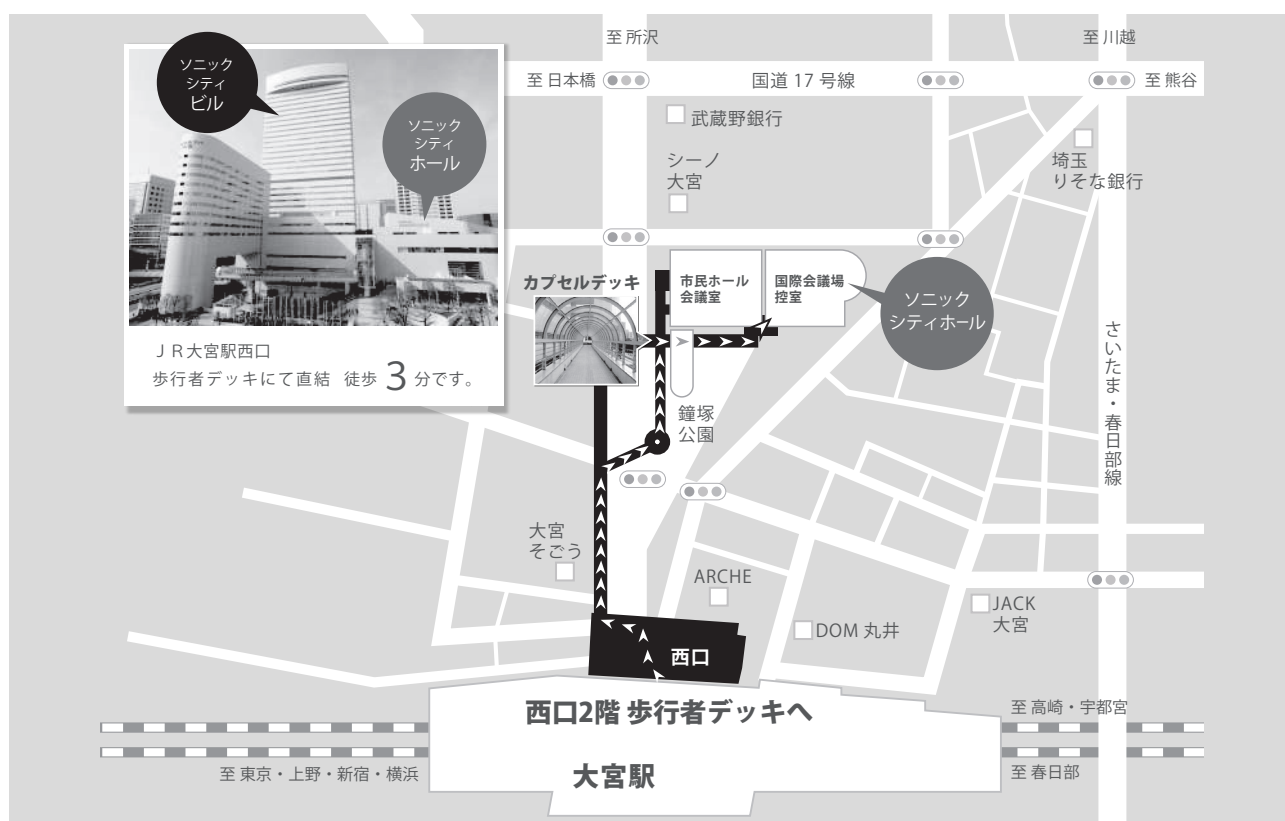 ソニック
シティ
ビル
ソニック
シティ
ホール
JR大宮駅西口
歩行者デッキにて直結 徒歩 3 分です。
至 所沢
至 川越
至 日本橋
国道 17 号線
至 熊谷
武蔵野銀行
シーノ
大宮
埼玉
りそな銀行
カプセルデッキ
市民ホール
会議室
国際会議場
控室
ソニック
シティホール
さいたま・春日部線
鐘塚
公園
大宮
そごう
ARCHE
DOM 丸井
JACK
大宮
西口
西口2階 歩行者デッキへ
大宮駅
至 高崎・宇都宮
至 東京・上野・新宿・横浜
至 春日部